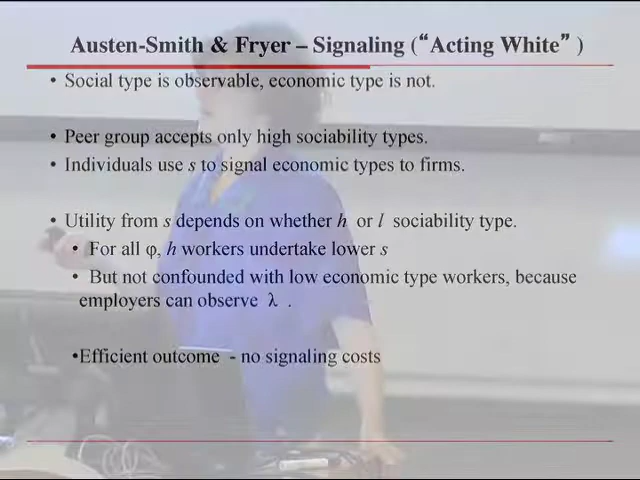 Austen-Smith & Fryer – Signaling (“Acting White” )
• Social type is observable, economic type is not.
• Peer group accepts only high sociability types.
• Individuals use s to signal economic types to firms.
• Utility from s depends on whether h or l sociability type.
• For all φ, h workers undertake lower s
• But not confounded with low economic type workers, because
employers can observe λ .
•Efficient outcome - no signaling costs